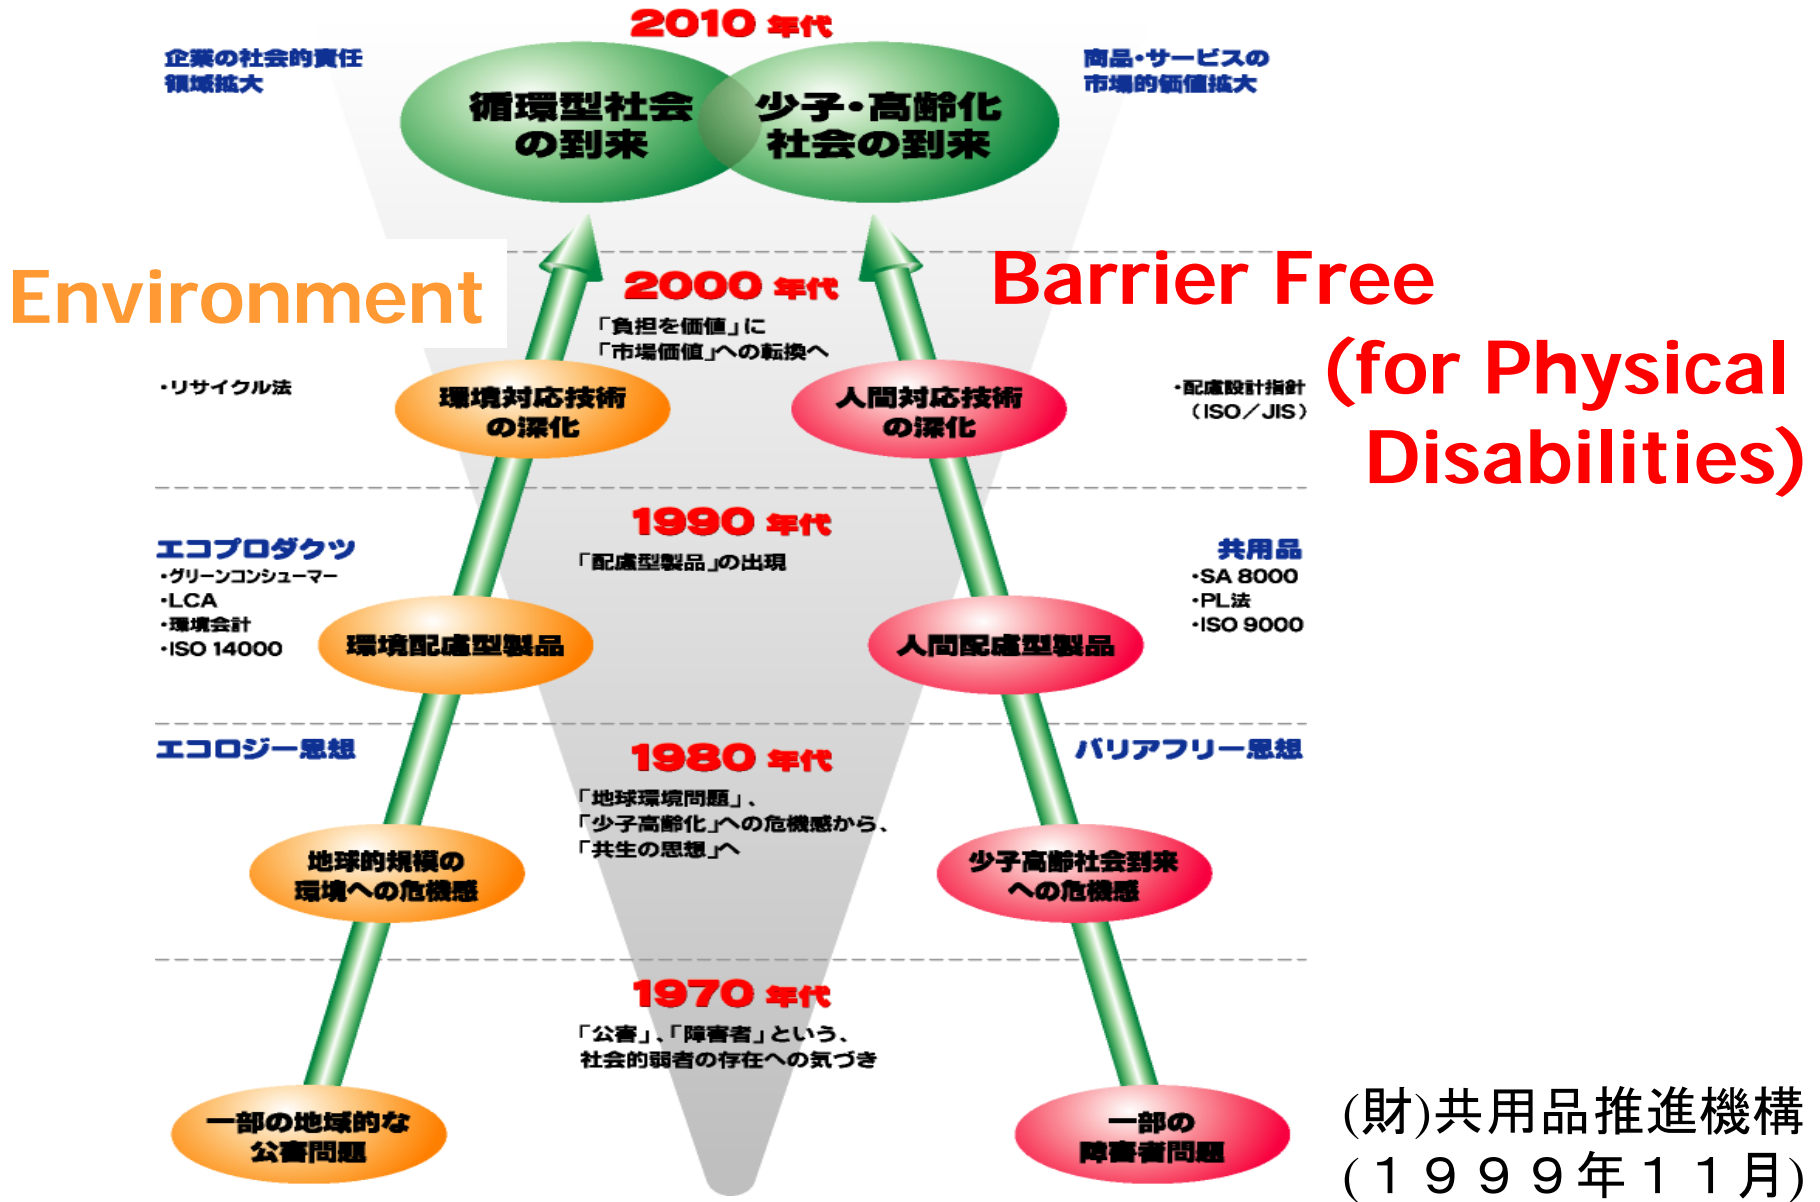 2010 年代
企業の社会的責任
領域拡大
商品・サービスの
市場的価値拡大
循環型社会
の到来
少子・高齢化
社会の到来
Environment
Barrier Free
(for Physical
Disabilities)
2000 年代
「負担を価値」に
「市場価値」への転換へ
・リサイクル法
環境対応技術
の深化
人間対応技術
の深化
・配慮設計指針
(ISO/JIS)
1990 年代
「配慮型製品」の出現
エコプロダクツ
・グリーンコンシューマー
・LCA
・環境会計
・ISO 14000
環境配慮型製品
人間配慮型製品
共用品
・SA 8000
・PL法
・ISO 9000
エコロジー思想
バリアフリー思想
1980 年代
「地球環境問題」、
「少子高齢化」への危機感から、
「共生の思想」へ
地球的規模の
環境への危機感
少子高齢社会到来
への危機感
1970 年代
「公害」、「障害者」という、
社会的弱者の存在への気づき
一部の地域的な
公害問題
一部の
障害者問題
(財)共用品推進機構
(１９９９年１１月)